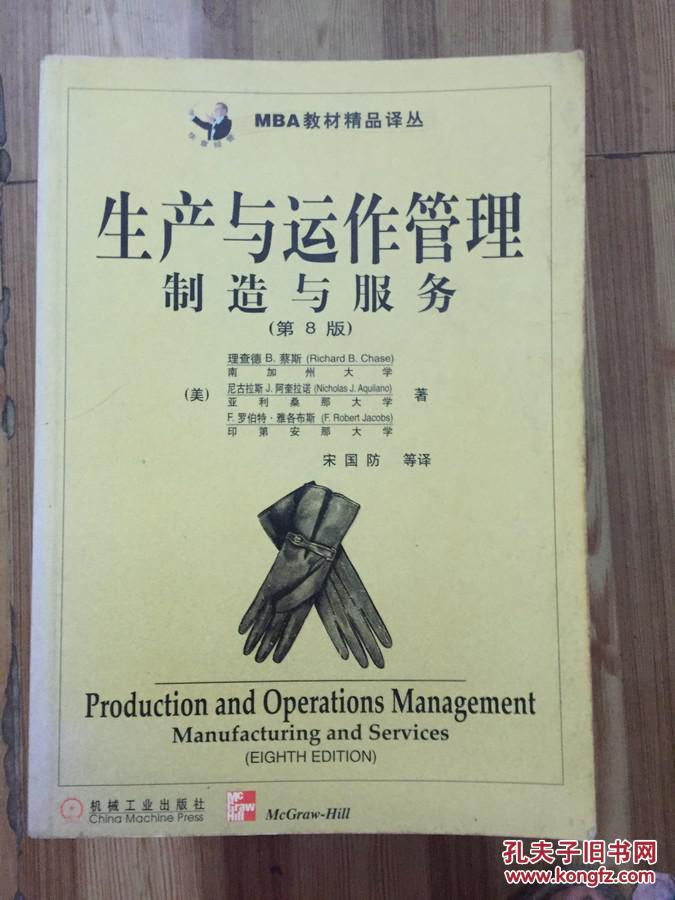 MBA教材精品译丛
生产与运作管理
制造与服务
(第8版)
理查德 B. 蔡斯 (Richard B. Chase)
南加州大学
(美) 尼古拉斯 J. 阿奎拉诺 (Nicholas J. Aquilano) 著
亚利桑那大学
F. 罗伯特·雅各布斯 (F. Robert Jacobs)
印第安那大学
宋国防 等译
Production and Operations Management
Manufacturing and Services
(EIGHTH EDITION)
机械工业出版社
China Machine Press
Mc
Graw
Hill
McGraw-Hill
孔夫子旧书网
www.kongfz.com